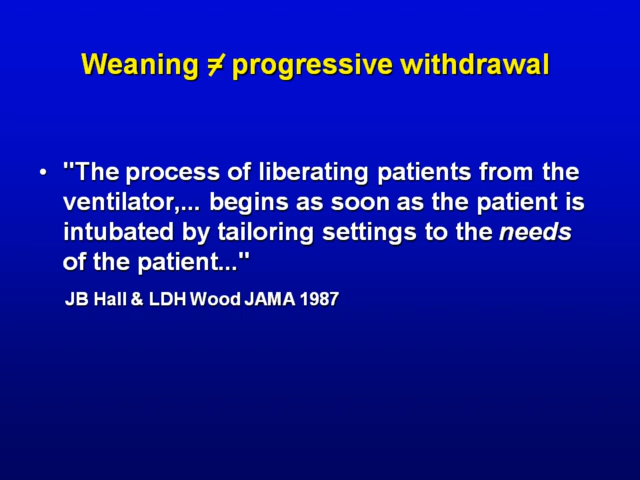 Weaning ≠ progressive withdrawal
• "The process of liberating patients from the
ventilator,... begins as soon as the patient is
intubated by tailoring settings to the needs
of the patient..."
JB Hall & LDH Wood JAMA 1987